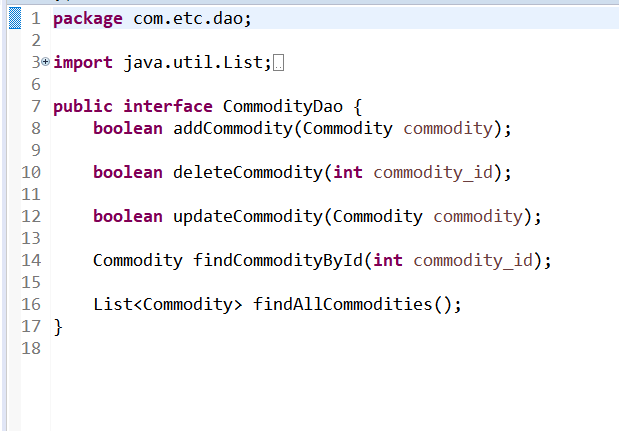 1 package com.etc.dao;
2
3 import java.util.List;
6
7 public interface CommodityDao {
8 boolean addCommodity(Commodity commodity);
9
10 boolean deleteCommodity(int commodity_id);
11
12 boolean updateCommodity(Commodity commodity);
13
14 Commodity findCommodityById(int commodity_id);
15
16 List<Commodity> findAllCommodities();
17 }
18